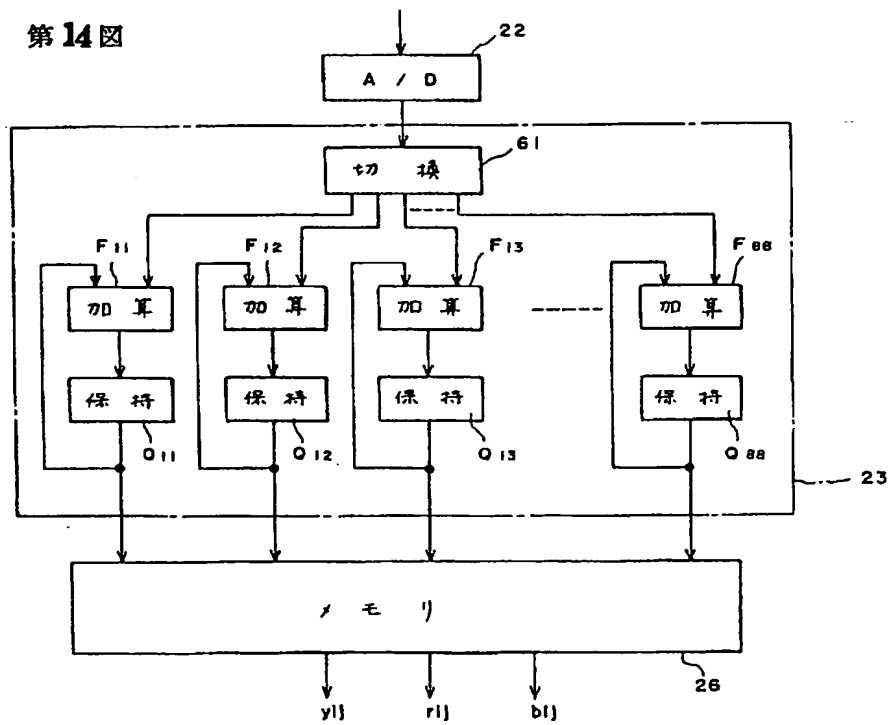 第14図
22
A / D
61
切 換
F11 F12 F13 F88
加 算 加 算 加 算 加 算
保 持 保 持 保 持 保 持
Q11 Q12 Q13 Q88
23
メ モ リ
26
yij rij bij